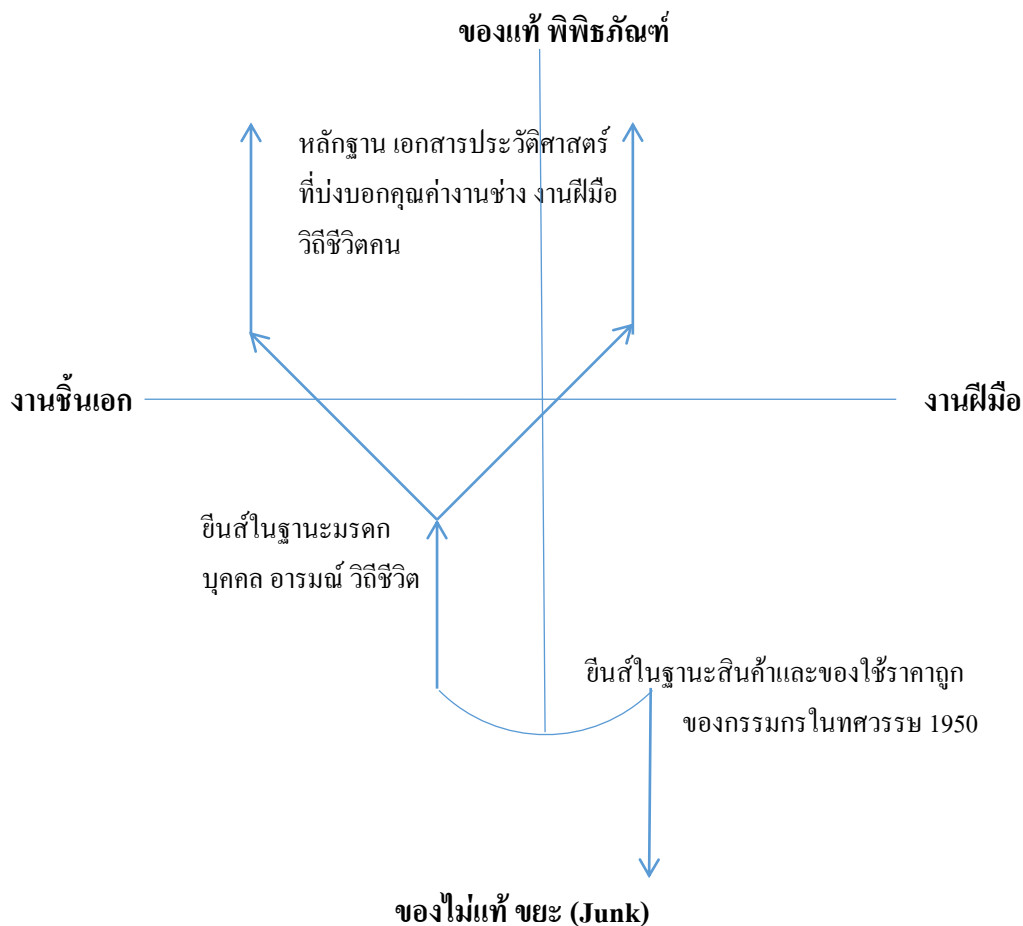 ของแท้ พิพิธภัณฑ์
หลักฐาน เอกสารประวัติศาสตร์
ที่บ่งบอกคุณค่างานช่าง งานฝีมือ
วิถีชีวิตคน
งานชิ้นเอก
งานฝีมือ
ยีนส์ในฐานะมรดก
บุคคล อารมณ์ วิถีชีวิต
ยีนส์ในฐานะสินค้าและของใช้ราคาถูก
ของกรรมกรในทศวรรษ 1950
ของไม่แท้ ขยะ (Junk)